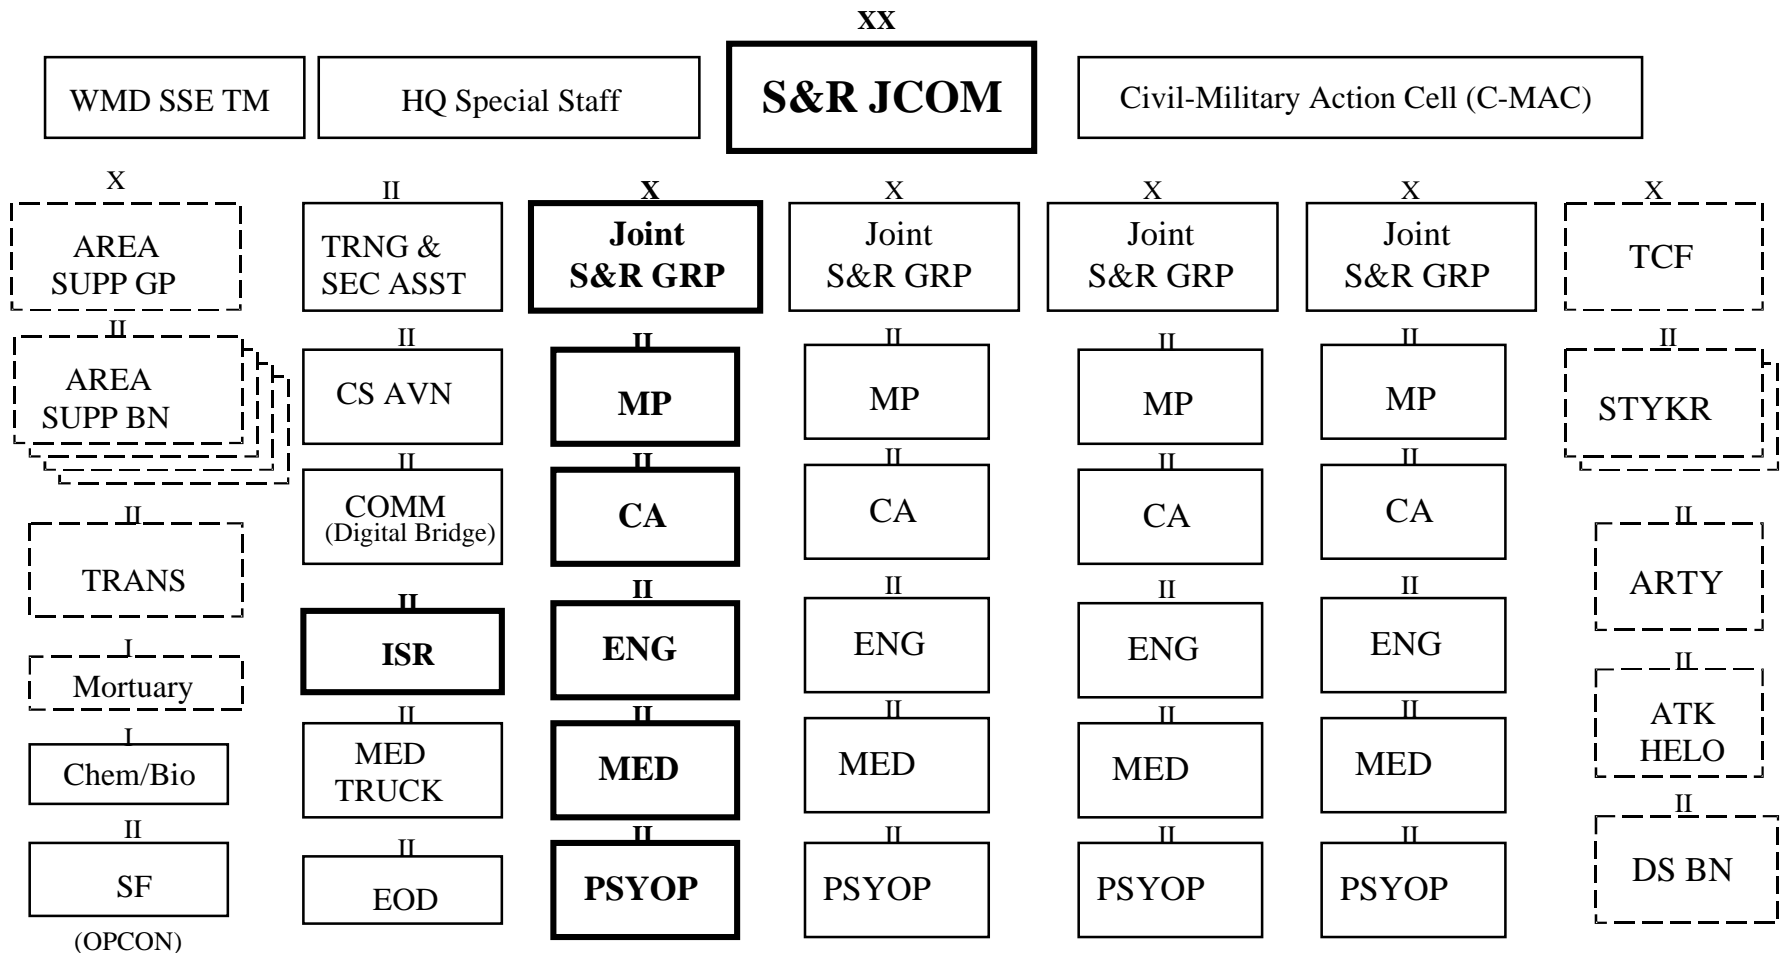 XX
WMD SSE TM
HQ Special Staff
S&R JCOM
Civil-Military Action Cell (C-MAC)
X
AREA
SUPP GP
II
AREA
SUPP BN
II
TRANS
I
Mortuary
I
Chem/Bio
II
SF
(OPCON)
II
TRNG &
SEC ASST
II
CS AVN
II
COMM
(Digital Bridge)
II
ISR
II
MED
TRUCK
II
EOD
X
Joint
S&R GRP
II
MP
II
CA
II
ENG
II
MED
II
PSYOP
X
Joint
S&R GRP
II
MP
II
CA
II
ENG
II
MED
II
PSYOP
X
Joint
S&R GRP
II
MP
II
CA
II
ENG
II
MED
II
PSYOP
X
Joint
S&R GRP
II
MP
II
CA
II
ENG
II
MED
II
PSYOP
X
TCF
II
STYKR
II
ARTY
II
ATK
HELO
II
DS BN